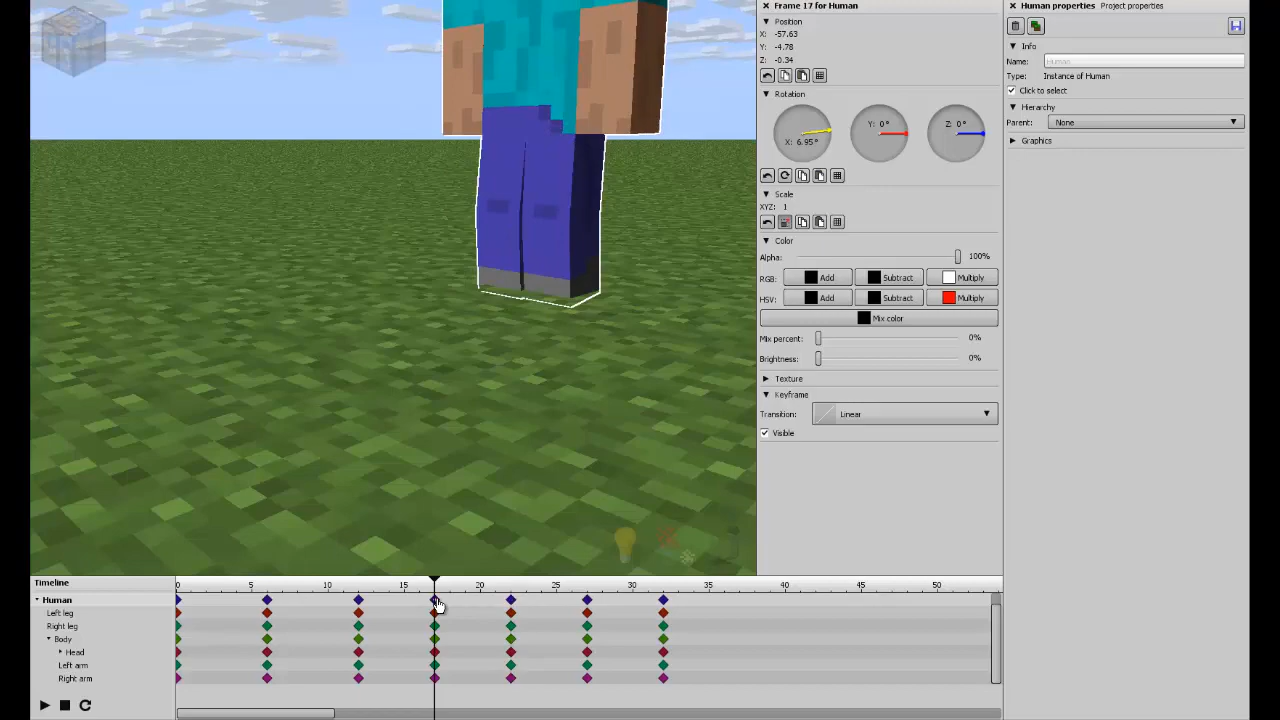 Frame 17 for Human
Position
X: -57.63
Y: -4.78
Z: -0.34
Rotation
X: 6.95° Y: 0° Z: 0°
Scale
XYZ: 1
Color
Alpha: 100%
RGB: Add Subtract Multiply
HSV: Add Subtract Multiply
Mix color
Mix percent: 0%
Brightness: 0%
Texture
Keyframe
Transition: Linear
Visible
Human properties Project properties
Info
Name: Human
Type: Instance of Human
Click to select
Hierarchy
Parent: None
Graphics
Timeline
0 5 10 15 20 25 30 35 40 45 50
Human
Left leg
Right leg
Body
Head
Left arm
Right arm